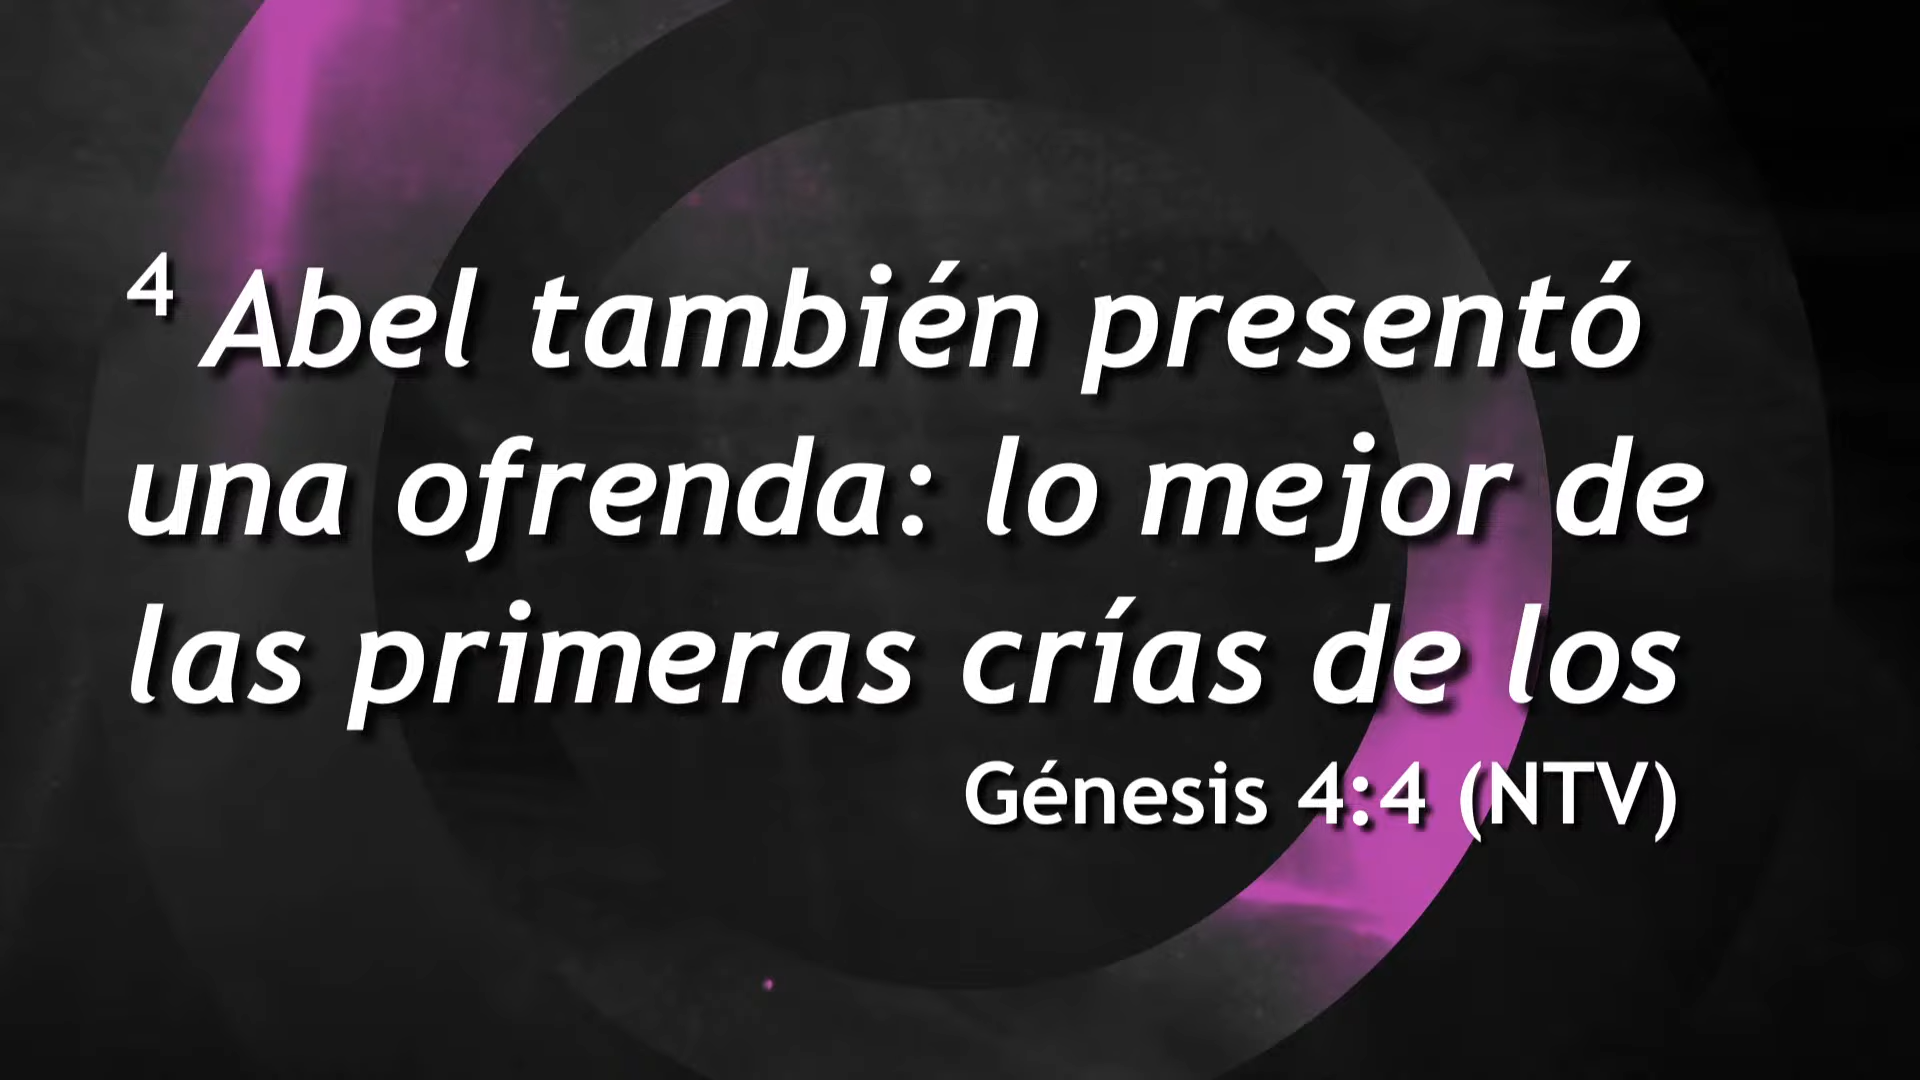 4 Abel también presentó
una ofrenda: lo mejor de
las primeras crías de los
Génesis 4:4 (NTV)